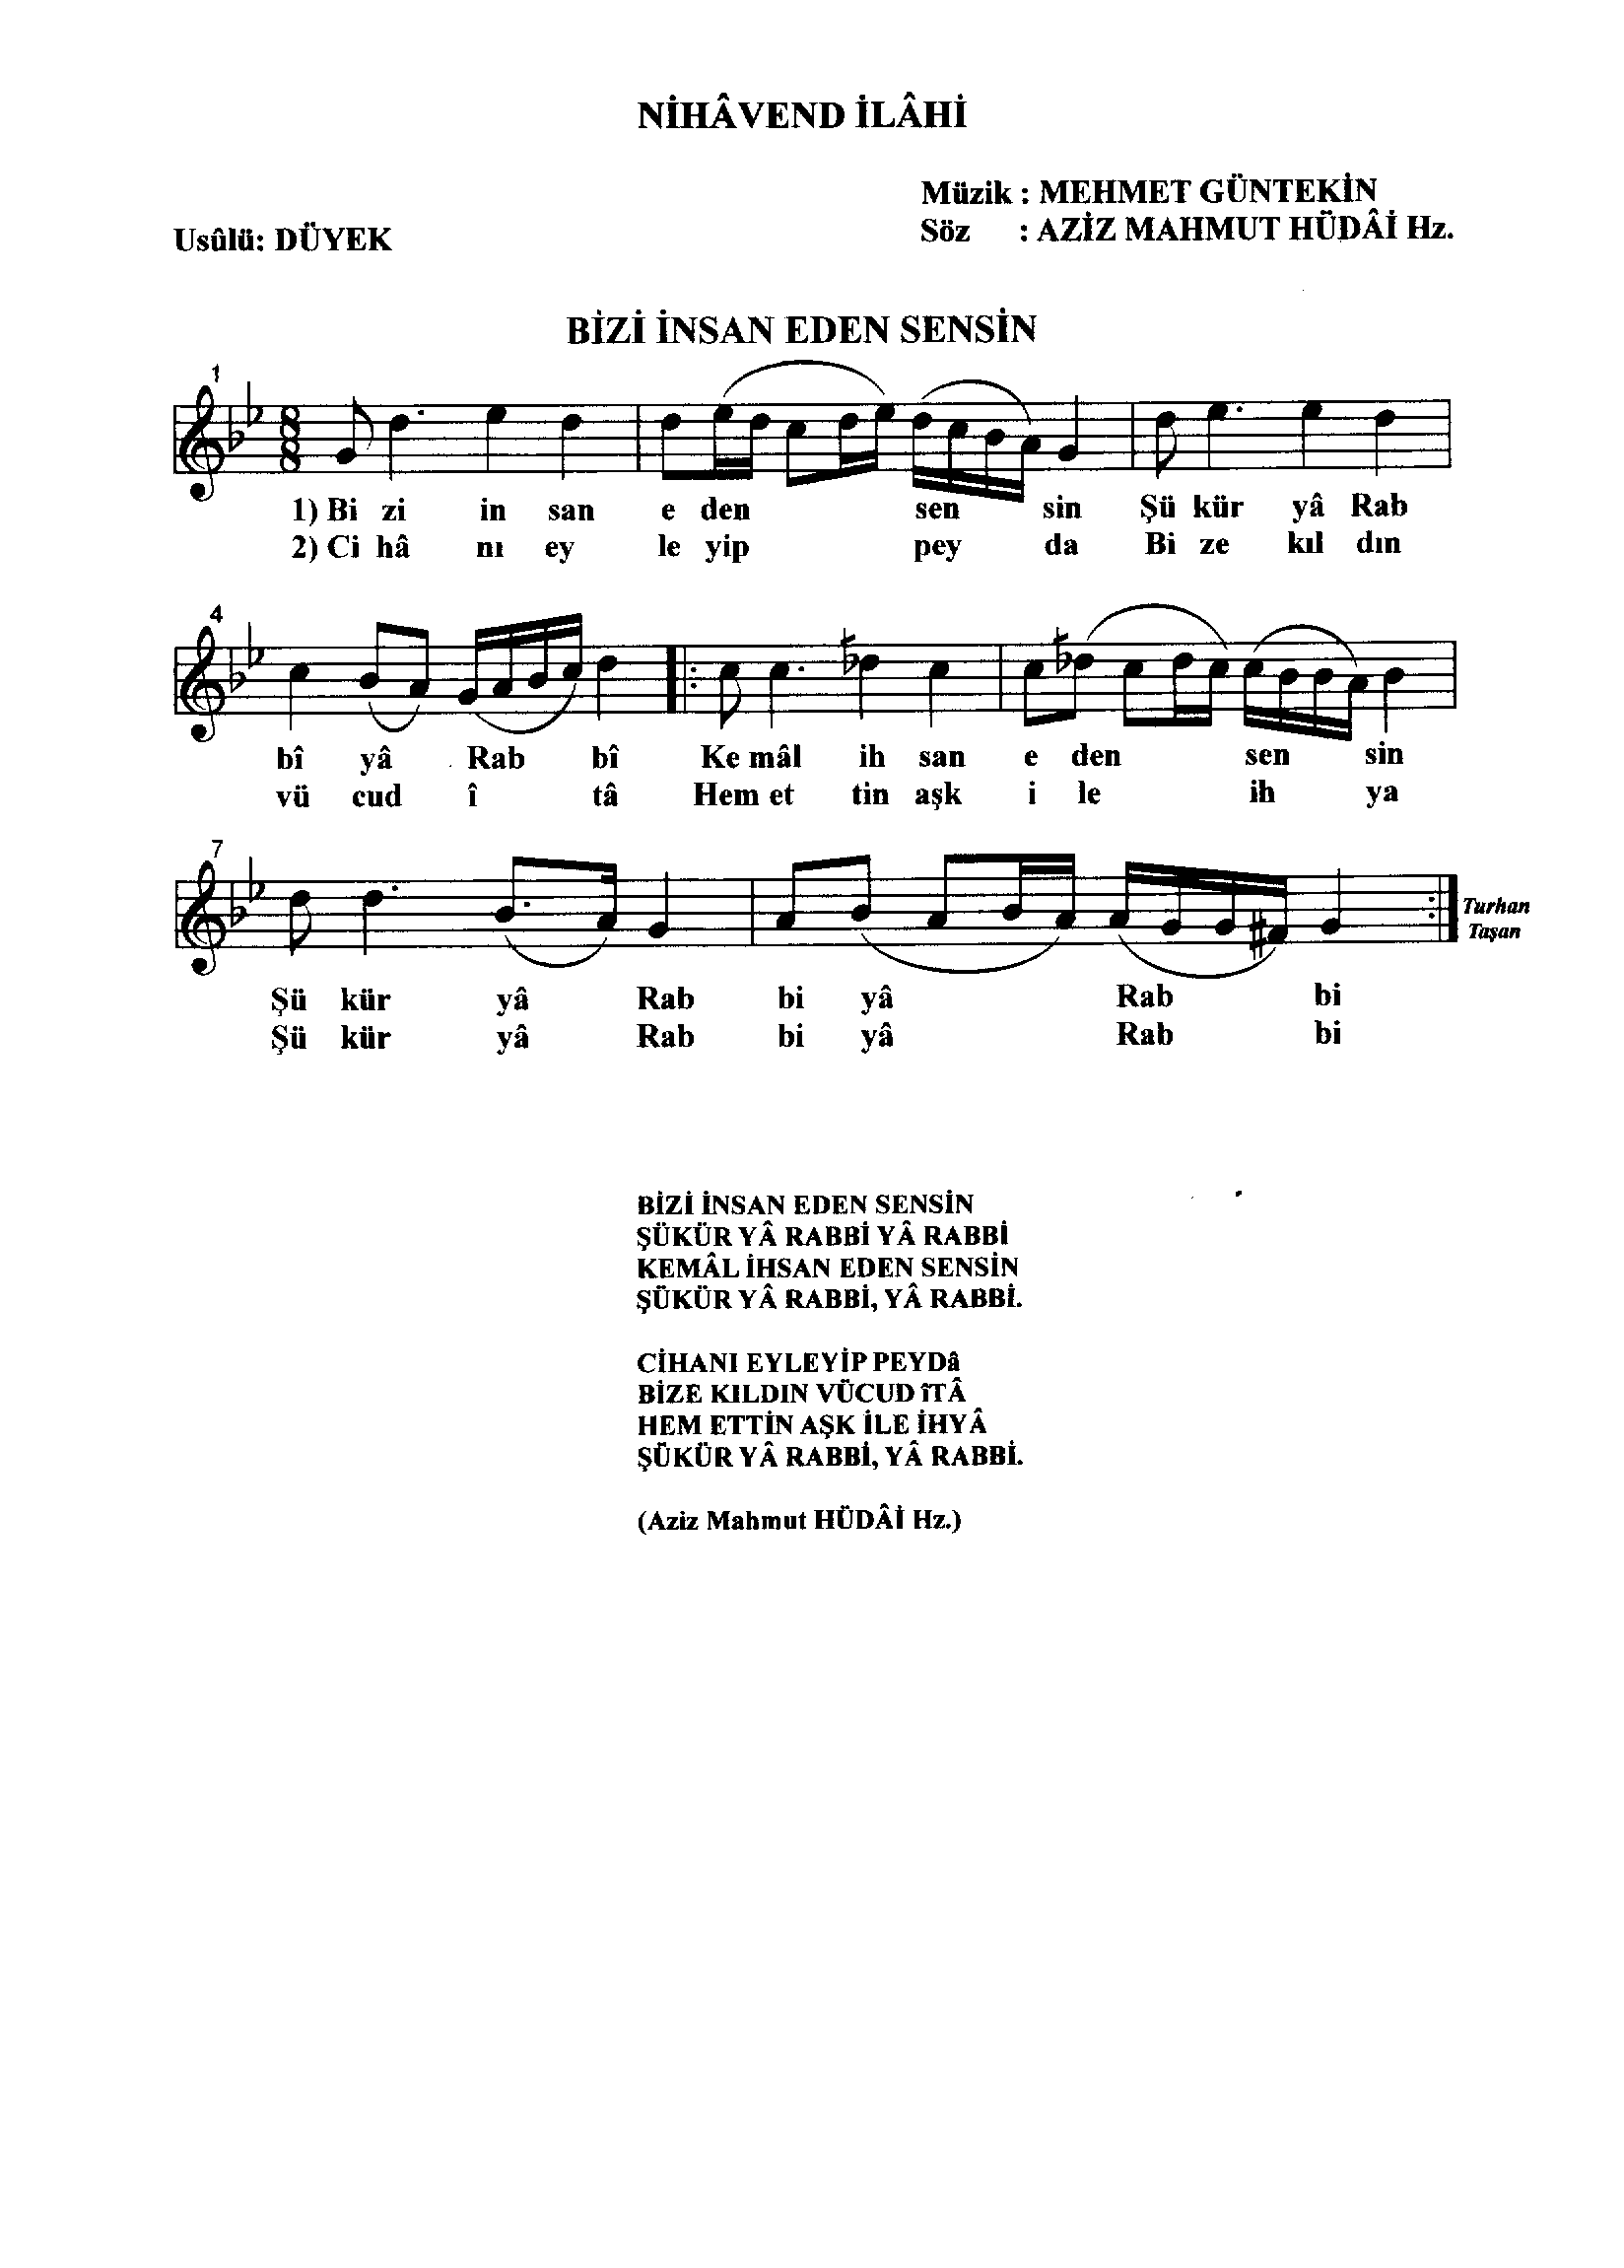 NİHÂVEND İLÂHİ
Müzik : MEHMET GÜNTEKİN
Usûlü: DÜYEK
Söz : AZİZ MAHMUT HÜDÂİ Hz.
BİZİ İNSAN EDEN SENSİN
1
8
8
8
1) Bi zi in san e den sen sin Şü kür yâ Rab
2) Ci hâ nı ey le yip pey da Bi ze kıl dın
4
bî yâ Rab bî Ke mâl ih san e den sen sin
vü cud î tâ Hem et tin aşk i le ih ya
7
Turhan
Taşan
Şü kür yâ Rab bi yâ Rab bi
Şü kür yâ Rab bi yâ Rab bi
BİZİ İNSAN EDEN SENSİN
ŞÜKÜR YÂ RABBİ YÂ RABBİ
KEMÂL İHSAN EDEN SENSİN
ŞÜKÜR YÂ RABBİ, YÂ RABBİ.
CİHANI EYLEYİP PEYDâ
BİZE KILDIN VÜCUD îTÂ
HEM ETTİN AŞK İLE İHYÂ
ŞÜKÜR YÂ RABBİ, YÂ RABBİ.
(Aziz Mahmut HÜDÂİ Hz.)